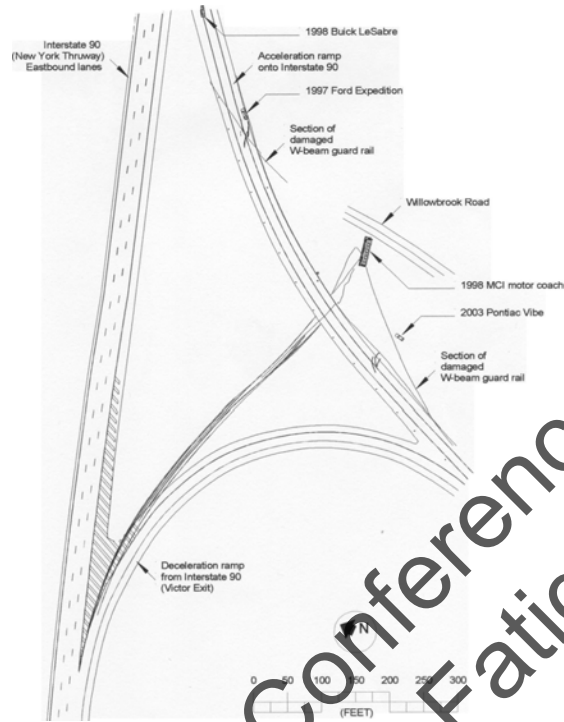 1998 Buick LeSabre
Interstate 90
(New York Thruway)
Eastbound lanes
Acceleration ramp
onto Interstate 90
1997 Ford Expedition
Section of
damaged
W-beam guard rail
Willowbrook Road
1998 MCI motor coach
2003 Pontiac Vibe
Section of
damaged
W-beam guard rail
Deceleration ramp
from Interstate 90
(Victor Exit)
N
0 50 100 150 200 250 300
(FEET)